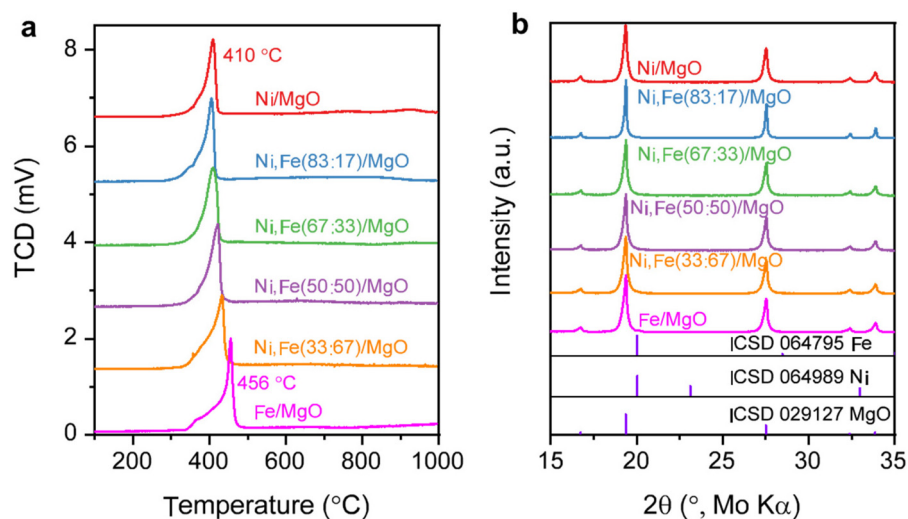 a
TCD (mV)
8
6
4
2
0
410 °C
Ni/MgO
Ni,Fe(83:17)/MgO
Ni,Fe(67:33)/MgO
Ni,Fe(50:50)/MgO
Ni,Fe(33:67)/MgO
456 °C
Fe/MgO
200 400 600 800 1000
Temperature (°C)
b
Intensity (a.u.)
Ni/MgO
Ni,Fe(83:17)/MgO
Ni,Fe(67:33)/MgO
Ni,Fe(50:50)/MgO
Ni,Fe(33:67)/MgO
Fe/MgO
ICSD 064795 Fe
ICSD 064989 Ni
ICSD 029127 MgO
15 20 25 30 35
2θ (°, Mo Kα)